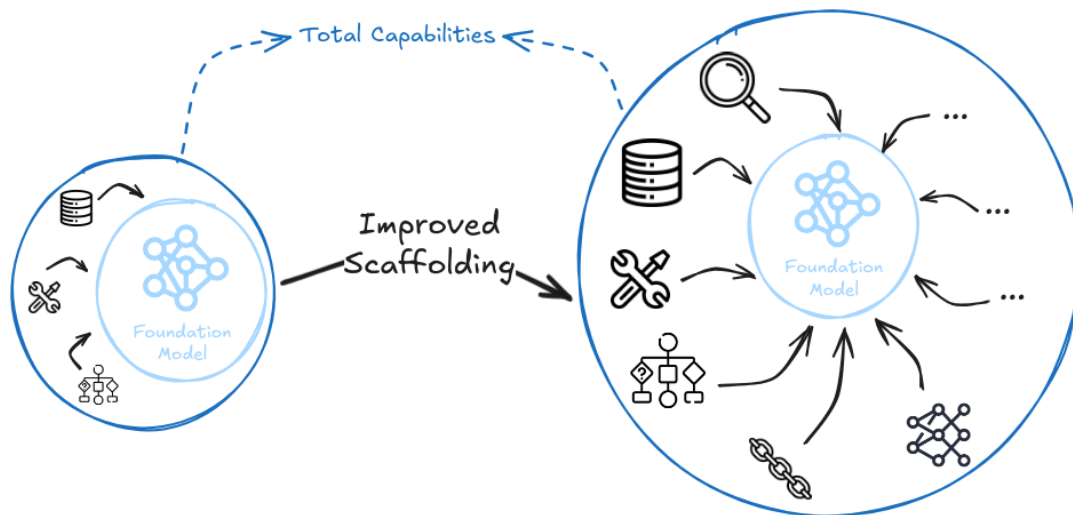 Total Capabilities
Foundation
Model
Improved
Scaffolding
?
Foundation
Model
?
...
...
...